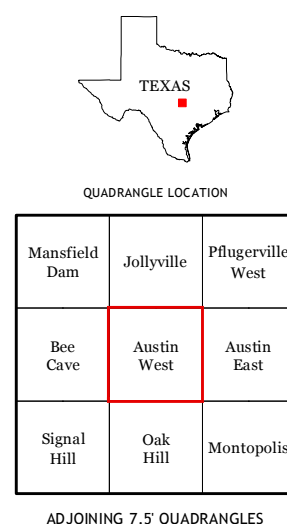 TEXAS
QUADRANGLE LOCATION
Mansfield
Dam
Jollyville
Pflugerville
West
Bee
Cave
Austin
West
Austin
East
Signal
Hill
Oak
Hill
Montopolis
ADJOINING 7.5' QUADRANGLES